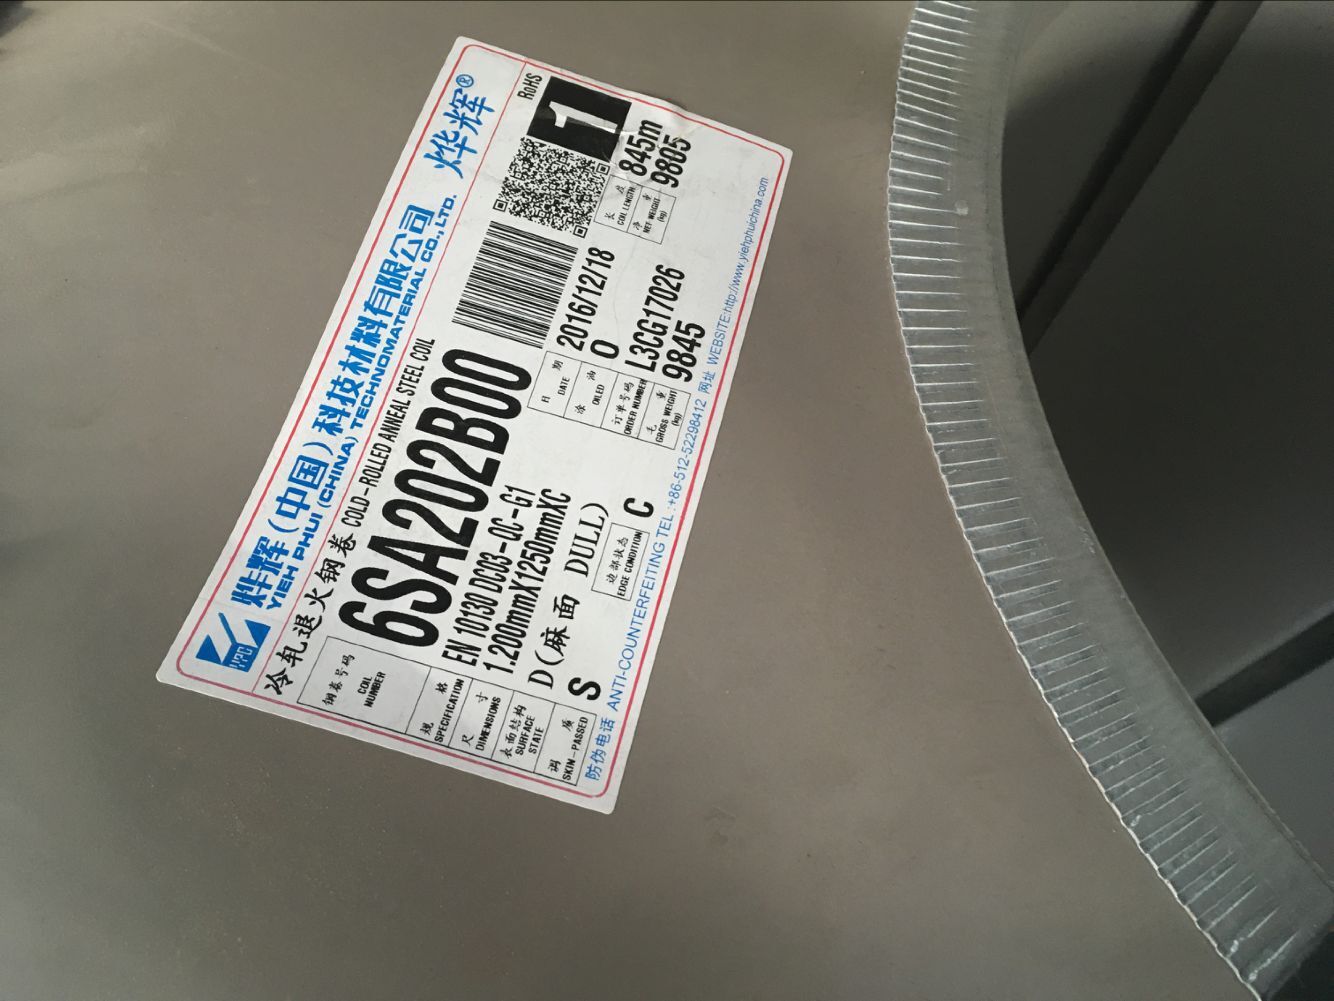 YPC
烨辉（中国）科技材料有限公司
YIEH PHUI (CHINA) TECHNOMATERIAL CO.,LTD.
烨辉®
冷轧退火钢卷 COLD-ROLLED ANNEAL STEEL COIL
RoHS
1
钢卷号码
COIL NUMBER
6SA202B00
规格
SPECIFICATION
EN 10130 DC03-QC-G1
尺寸
DIMENSIONS
1.200mmX1250mmXC
表面结构
SURFACE STATE
D(麻面 DULL)
调质
SKIN-PASSED
S
边部状态
EDGE CONDITION
C
日期
DATE
2016/12/18
涂油
OILED
O
订单号码
ORDER NUMBER
L3CG17026
毛重
GROSS WEIGHT (kg)
9845
长度
COIL LENGTH
845m
净重
NET WEIGHT (kg)
9805
防伪电话 ANTI-COUNTERFEITING TEL:+86-512-52298412 网址 WEBSITE:http://www.yiehphuichina.com